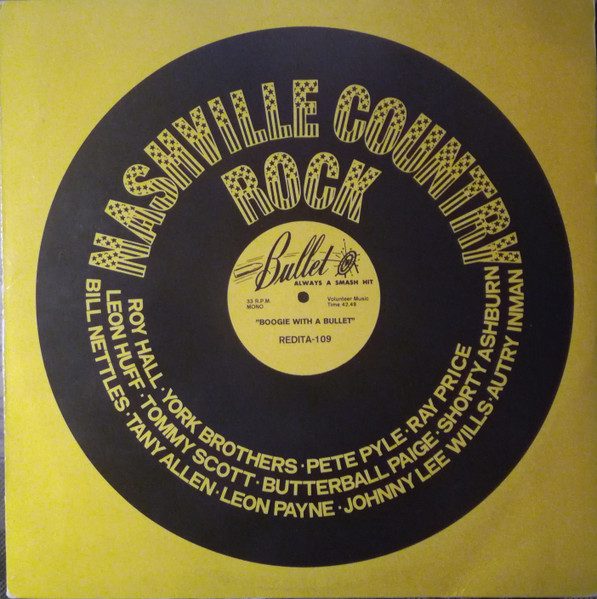 NASHVILLE COUNTRY
ROCK
Bullet
ALWAYS A SMASH HIT
33 R.P.M.
MONO
Volunteer Music
Time 42.48
"BOOGIE WITH A BULLET"
REDITA-109
ROY HALL · YORK BROTHERS · PETE PYLE · RAY PRICE
LEON HUFF · TOMMY SCOTT · BUTTERBALL PAIGE · SHORTY ASHBURN
BILL NETTLES · TANY ALLEN · LEON PAYNE · JOHNNY LEE WILLS · AUTRY INMAN